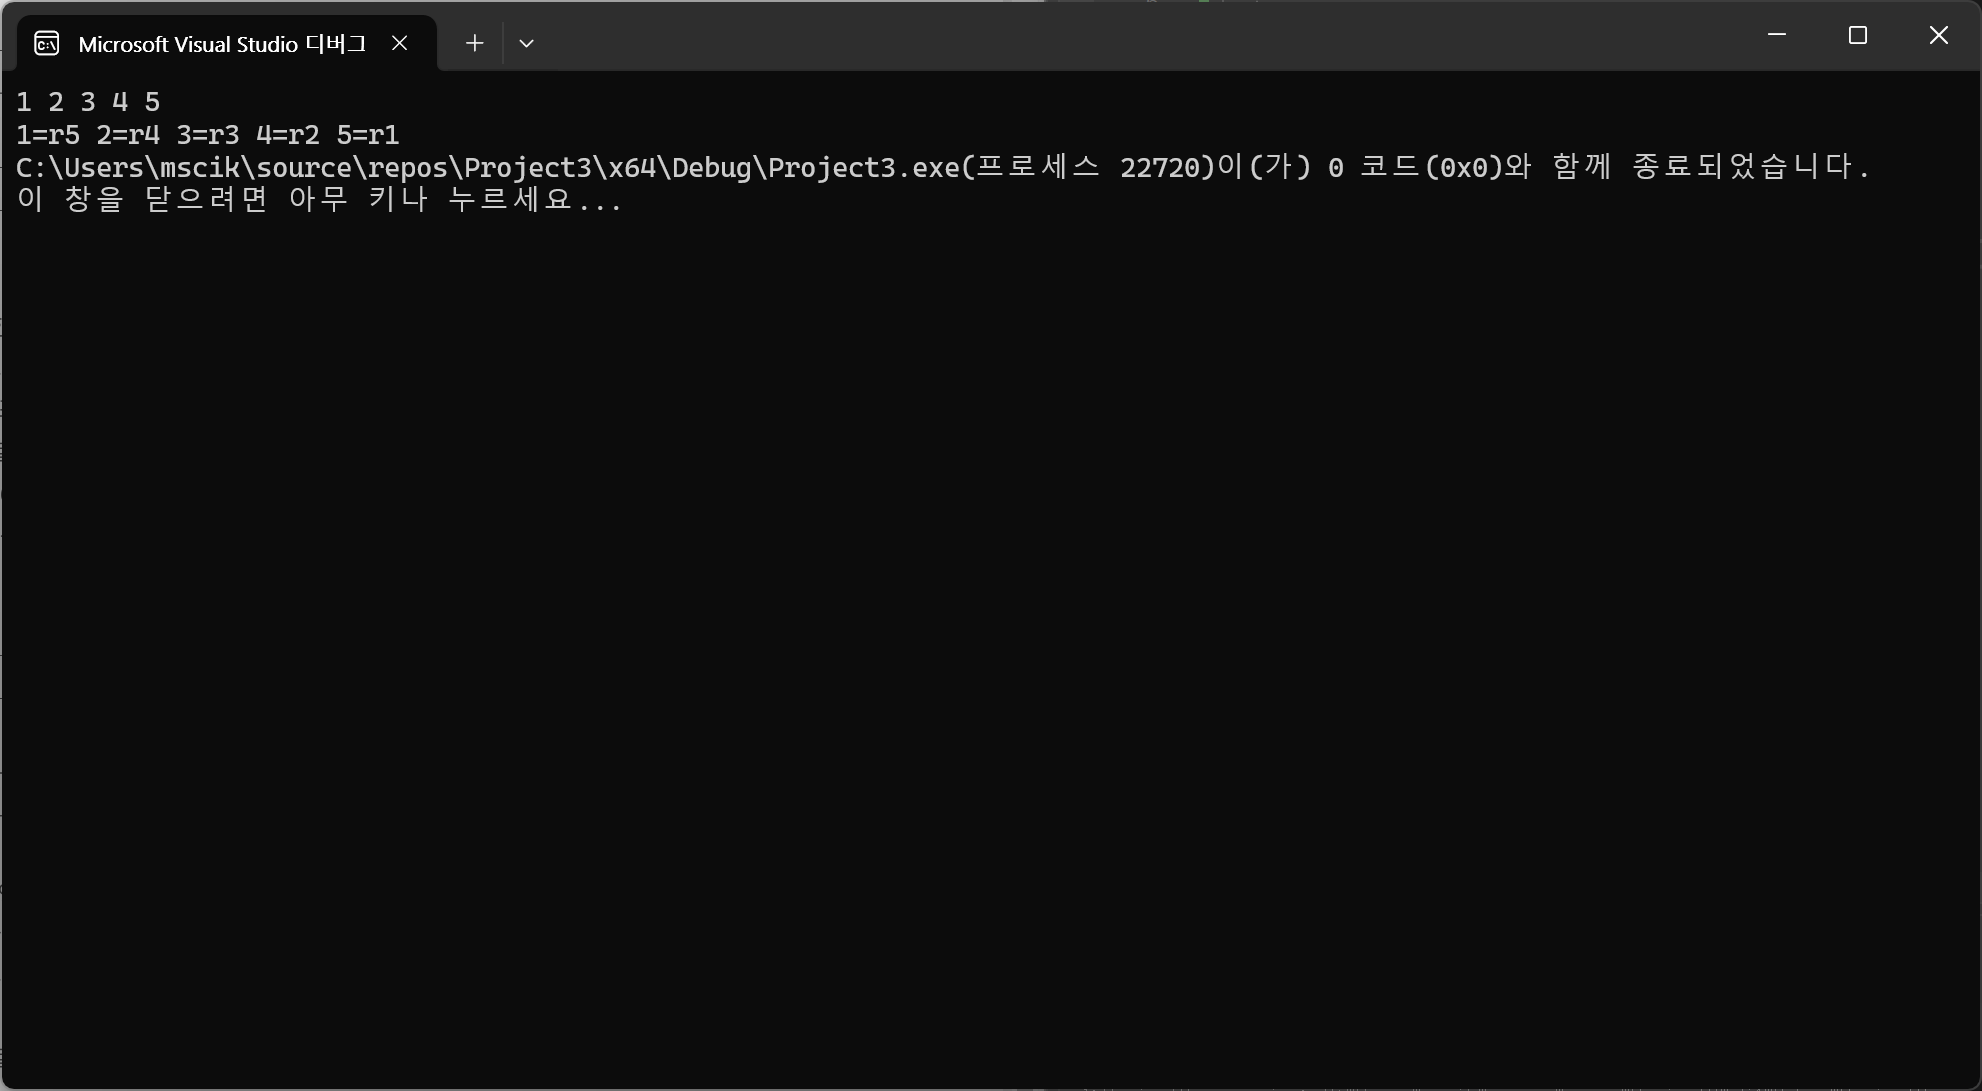 Microsoft Visual Studio 디버그
1 2 3 4 5
1=r5 2=r4 3=r3 4=r2 5=r1
C:\Users\mscik\source\repos\Project3\x64\Debug\Project3.exe(프로세스 22720)이(가) 0 코드(0x0)와 함께 종료되었습니다.
이 창을 닫으려면 아무 키나 누르세요...